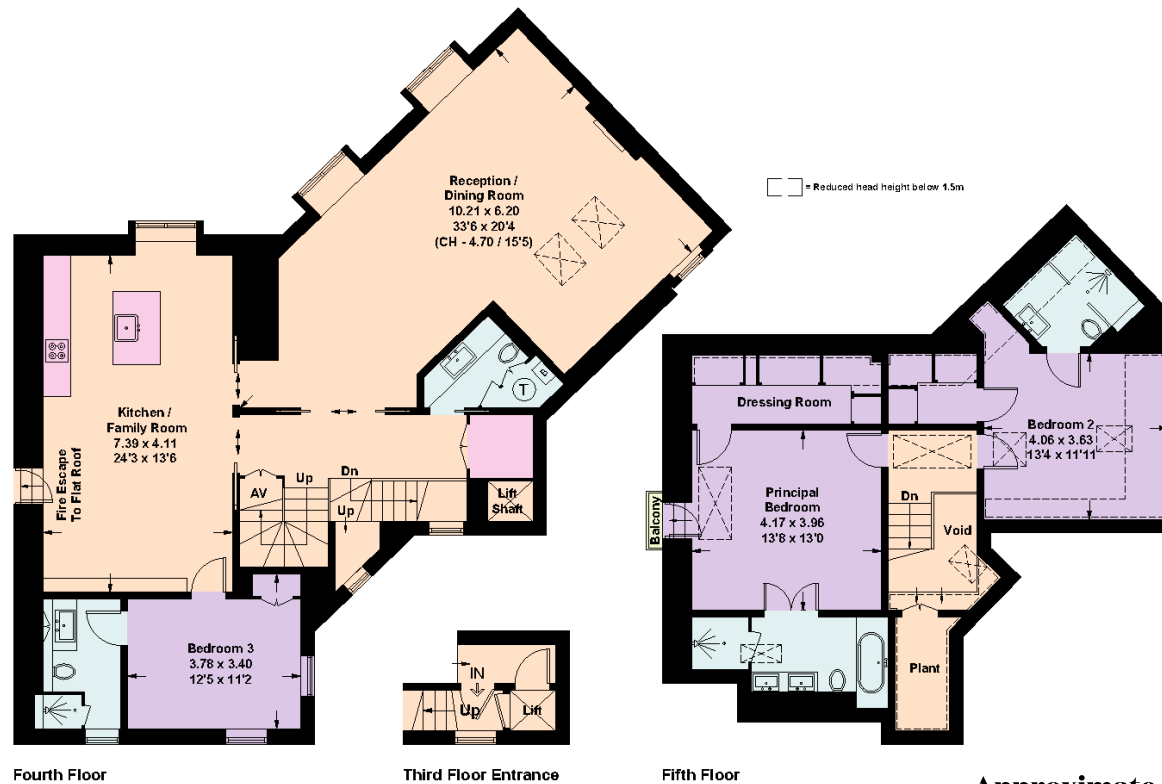 Reception /
Dining Room
10.21 x 6.20
33'6 x 20'4
(CH - 4.70 / 15'5)
= Reduced head height below 1.5m
Kitchen /
Family Room
7.39 x 4.11
24'3 x 13'6
Fire Escape
To Flat Roof
T
B
AV
Up
Dn
Up
Lift
Shaft
Bedroom 3
3.78 x 3.40
12'5 x 11'2
IN
Up
Lift
Dressing Room
Bedroom 2
4.06 x 3.63
13'4 x 11'11
Principal
Bedroom
4.17 x 3.96
13'8 x 13'0
Balcony
Dn
Void
Plant
Fourth Floor
Third Floor Entrance
Fifth Floor